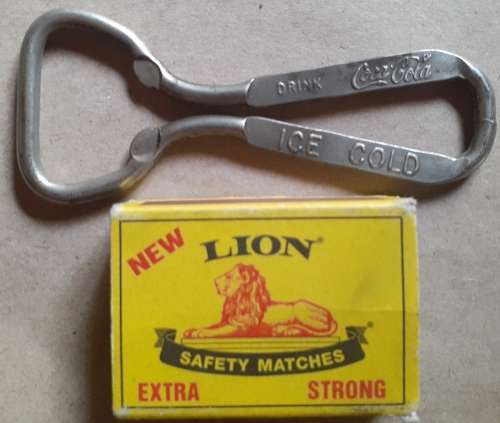 DRINK Coca-Cola
ICE COLD
NEW
LION®
SAFETY MATCHES
EXTRA STRONG